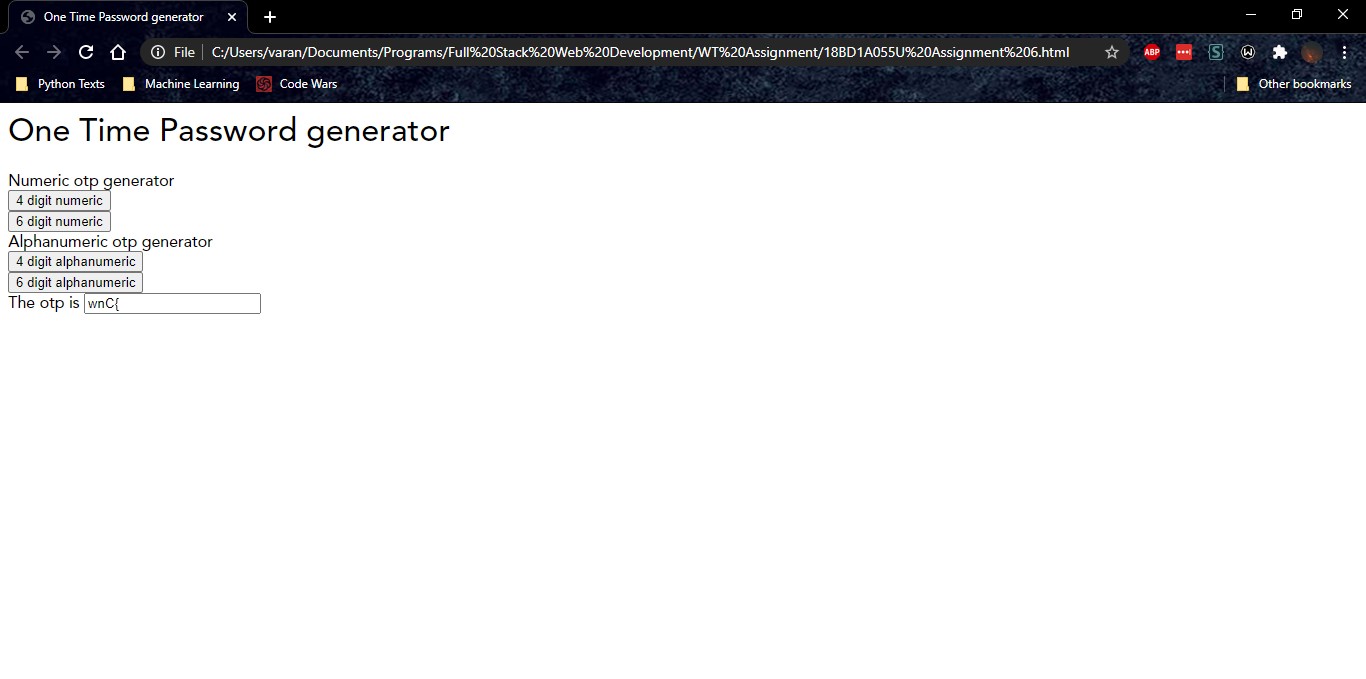 One Time Password generator
File C:/Users/varan/Documents/Programs/Full%20Stack%20Web%20Development/WT%20Assignment/18BD1A055U%20Assignment%206.html
ABP
S
W
Python Texts Machine Learning Code Wars Other bookmarks
One Time Password generator
Numeric otp generator
4 digit numeric
6 digit numeric
Alphanumeric otp generator
4 digit alphanumeric
6 digit alphanumeric
The otp is wnC{